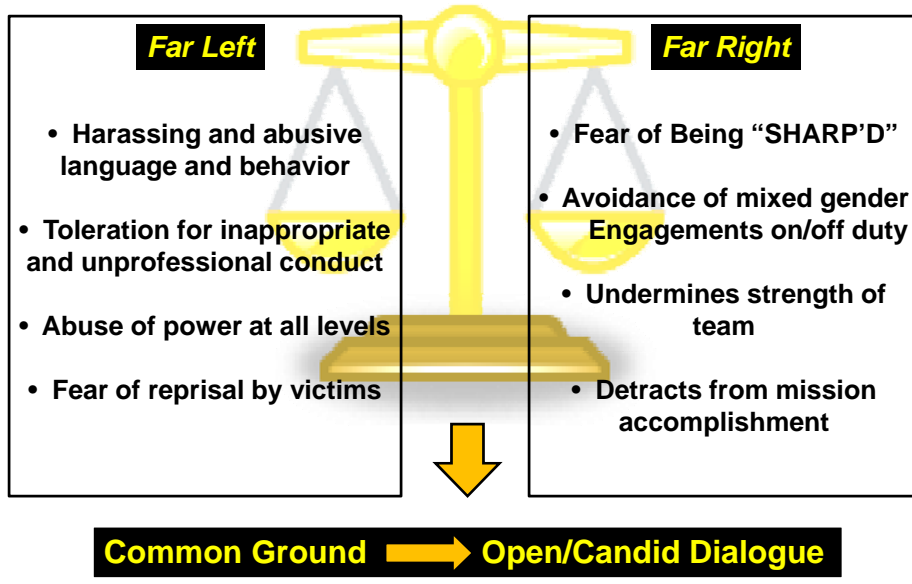 Far Left
• Harassing and abusive
language and behavior
• Toleration for inappropriate
and unprofessional conduct
• Abuse of power at all levels
• Fear of reprisal by victims
Far Right
• Fear of Being “SHARP’D”
• Avoidance of mixed gender
Engagements on/off duty
• Undermines strength of
team
• Detracts from mission
accomplishment
Common Ground Open/Candid Dialogue